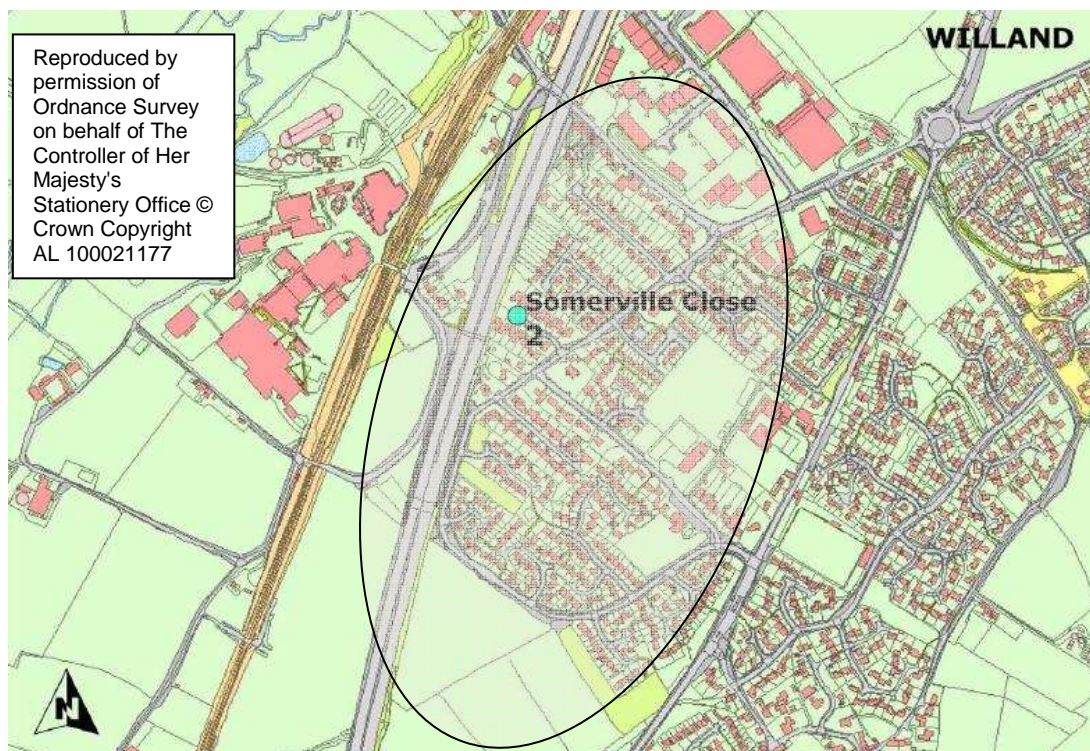 Reproduced by
permission of
Ordnance Survey
on behalf of The
Controller of Her
Majesty's
Stationery Office ©
Crown Copyright
AL 100021177
WILLAND
Somerville Close
2
N